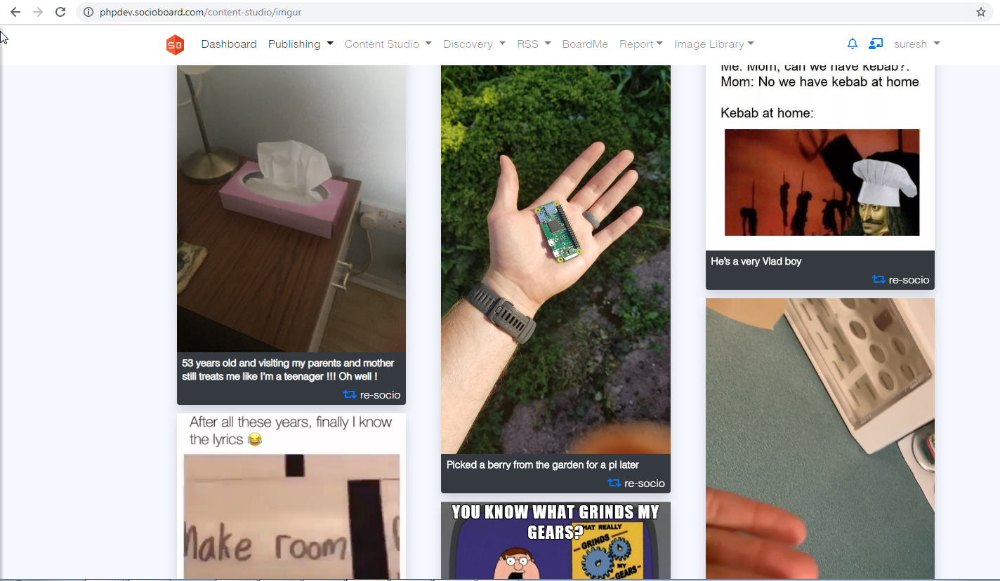 phpdev.socioboard.com/content-studio/imgur
SB
Dashboard
Publishing
Content Studio
Discovery
RSS
BoardMe
Report
Image Library
suresh
53 years old and visiting my parents and mother
still treats me like I'm a teenager !!! Oh well !
re-socio
After all these years, finally I know
the lyrics 😂
Make room
Picked a berry from the garden for a pi later
re-socio
YOU KNOW WHAT GRINDS MY
GEARS?
THAT REALLY
GRINDS
MY
GEARS
Me: Mom, can we have kebab?.
Mom: No we have kebab at home
Kebab at home:
He's a very Vlad boy
re-socio